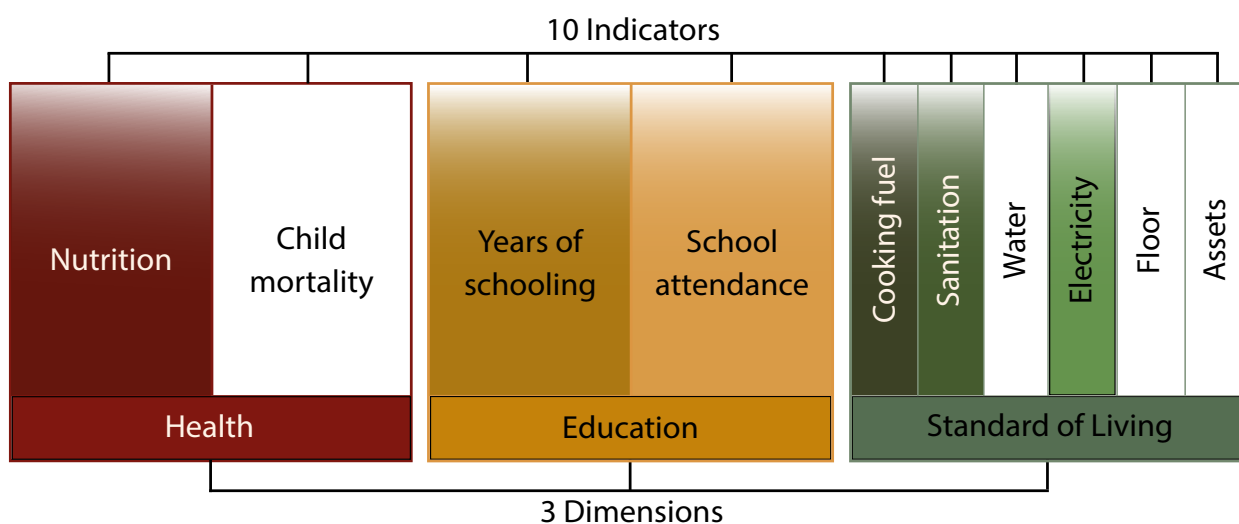 10 Indicators
Nutrition
Child
mortality
Years of
schooling
School
attendance
Cooking fuel
Sanitation
Water
Electricity
Floor
Assets
Health
Education
Standard of Living
3 Dimensions